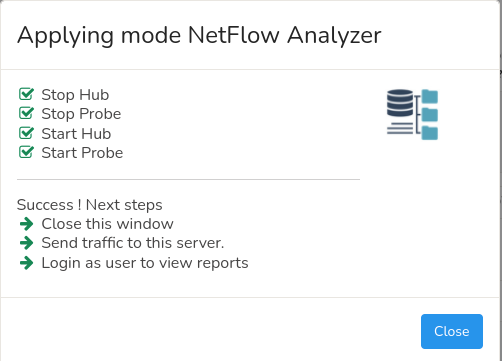 Applying mode NetFlow Analyzer
Stop Hub
Stop Probe
Start Hub
Start Probe
Success ! Next steps
Close this window
Send traffic to this server.
Login as user to view reports
Close